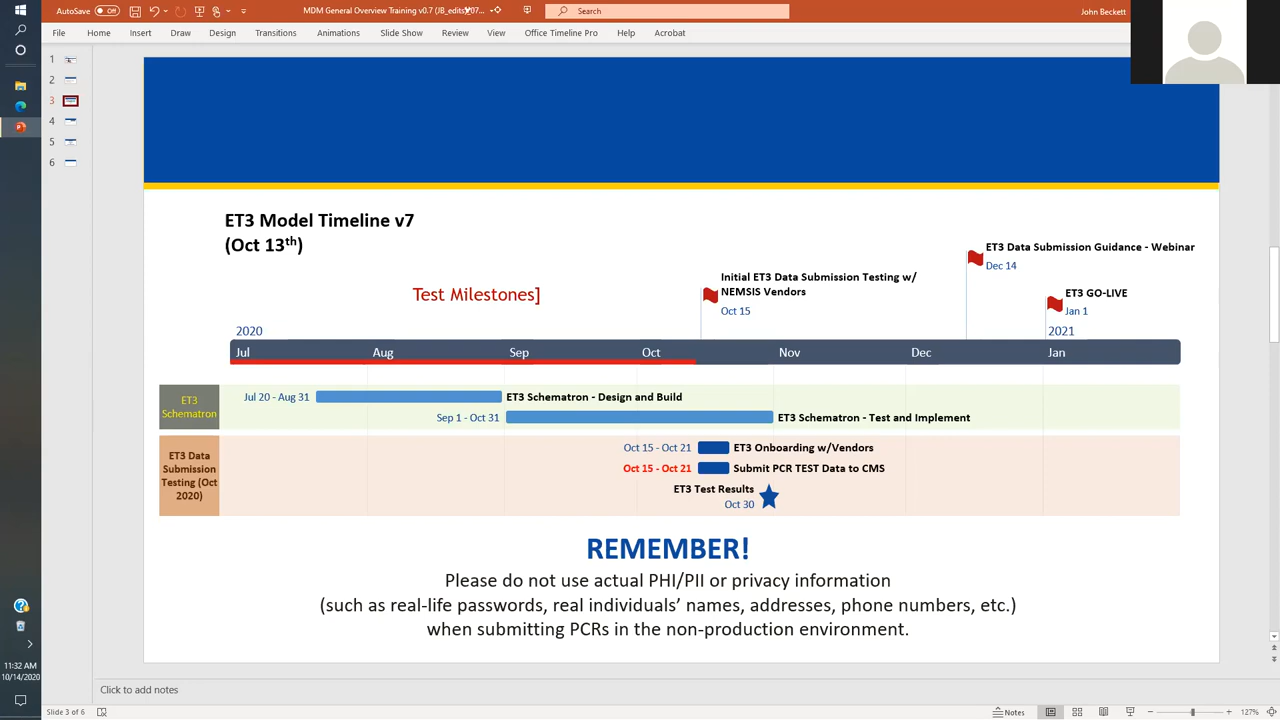 AutoSave Off
MDM General Overview Training v0.7 (JB_edits)/07...
Search
John Beckett
File Home Insert Draw Design Transitions Animations Slide Show Review View Office Timeline Pro Help Acrobat
1
2
3
4
5
6
ET3 Model Timeline v7
(Oct 13th)
Test Milestones]
Initial ET3 Data Submission Testing w/
NEMSIS Vendors
Oct 15
ET3 Data Submission Guidance - Webinar
Dec 14
ET3 GO-LIVE
Jan 1
2020
2021
Jul Aug Sep Oct Nov Dec Jan
ET3
Schematron
Jul 20 - Aug 31 ET3 Schematron - Design and Build
Sep 1 - Oct 31 ET3 Schematron - Test and Implement
ET3 Data
Submission
Testing (Oct
2020)
Oct 15 - Oct 21 ET3 Onboarding w/Vendors
Oct 15 - Oct 21 Submit PCR TEST Data to CMS
ET3 Test Results
Oct 30
REMEMBER!
Please do not use actual PHI/PII or privacy information
(such as real-life passwords, real individuals’ names, addresses, phone numbers, etc.)
when submitting PCRs in the non-production environment.
Click to add notes
11:32 AM
10/14/2020
Slide 3 of 6
Notes
127%